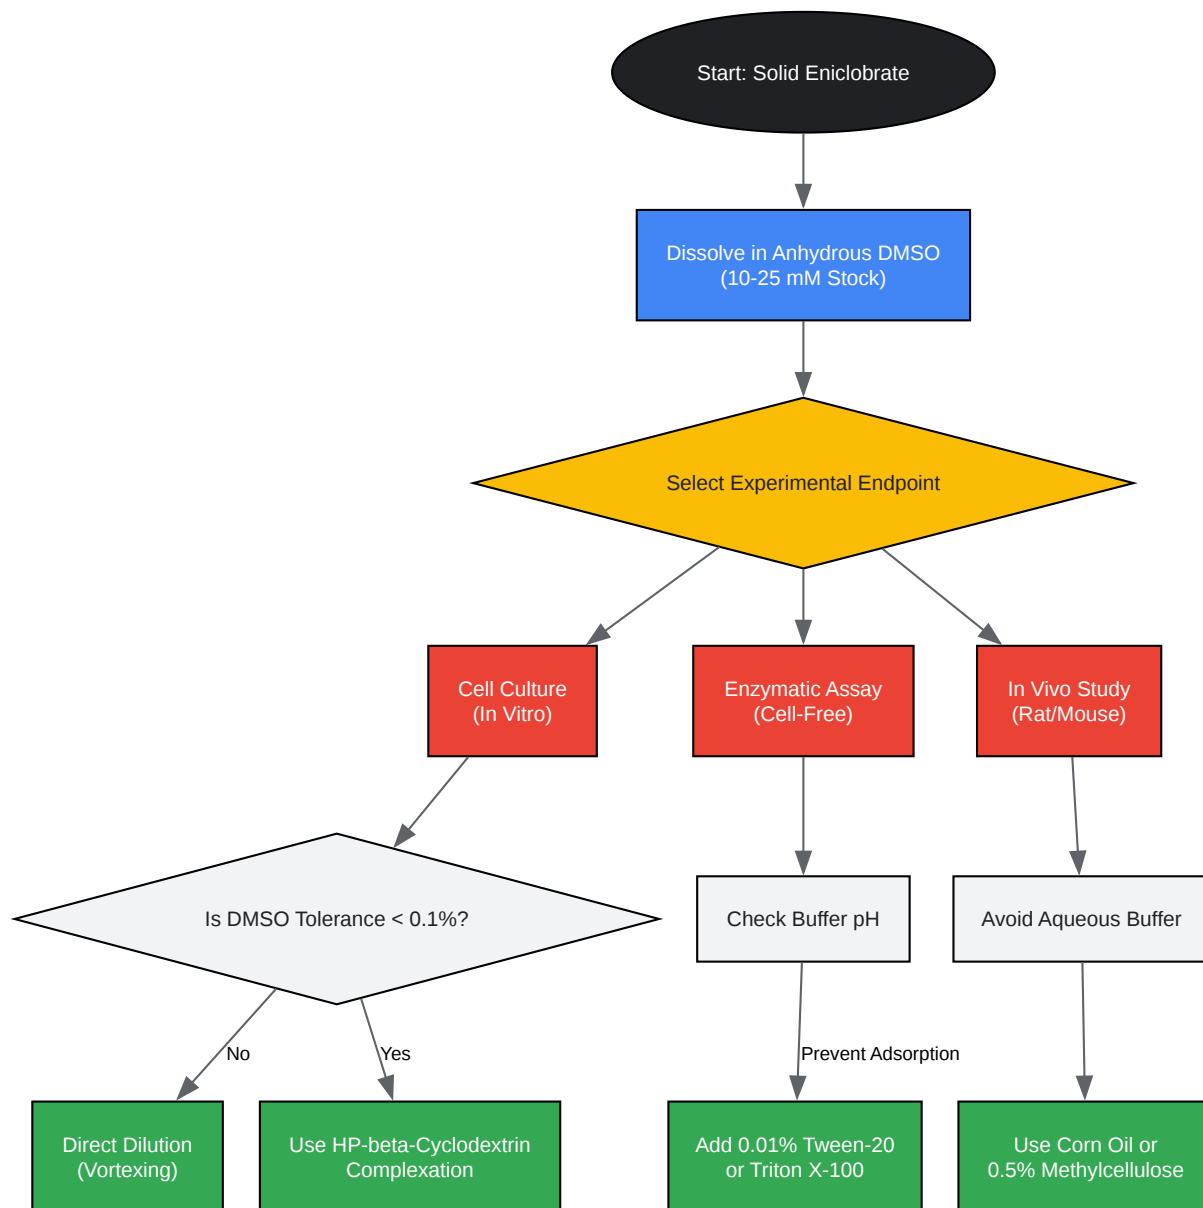 Start: Solid Eniclobrate
Dissolve in Anhydrous DMSO
(10-25 mM Stock)
Select Experimental Endpoint
Cell Culture
(In Vitro)
Enzymatic Assay
(Cell-Free)
In Vivo Study
(Rat/Mouse)
Is DMSO Tolerance < 0.1%?
Check Buffer pH
Avoid Aqueous Buffer
No
Yes
Prevent Adsorption
Direct Dilution
(Vortexing)
Use HP-beta-Cyclodextrin
Complexation
Add 0.01% Tween-20
or Triton X-100
Use Corn Oil or
0.5% Methylcellulose